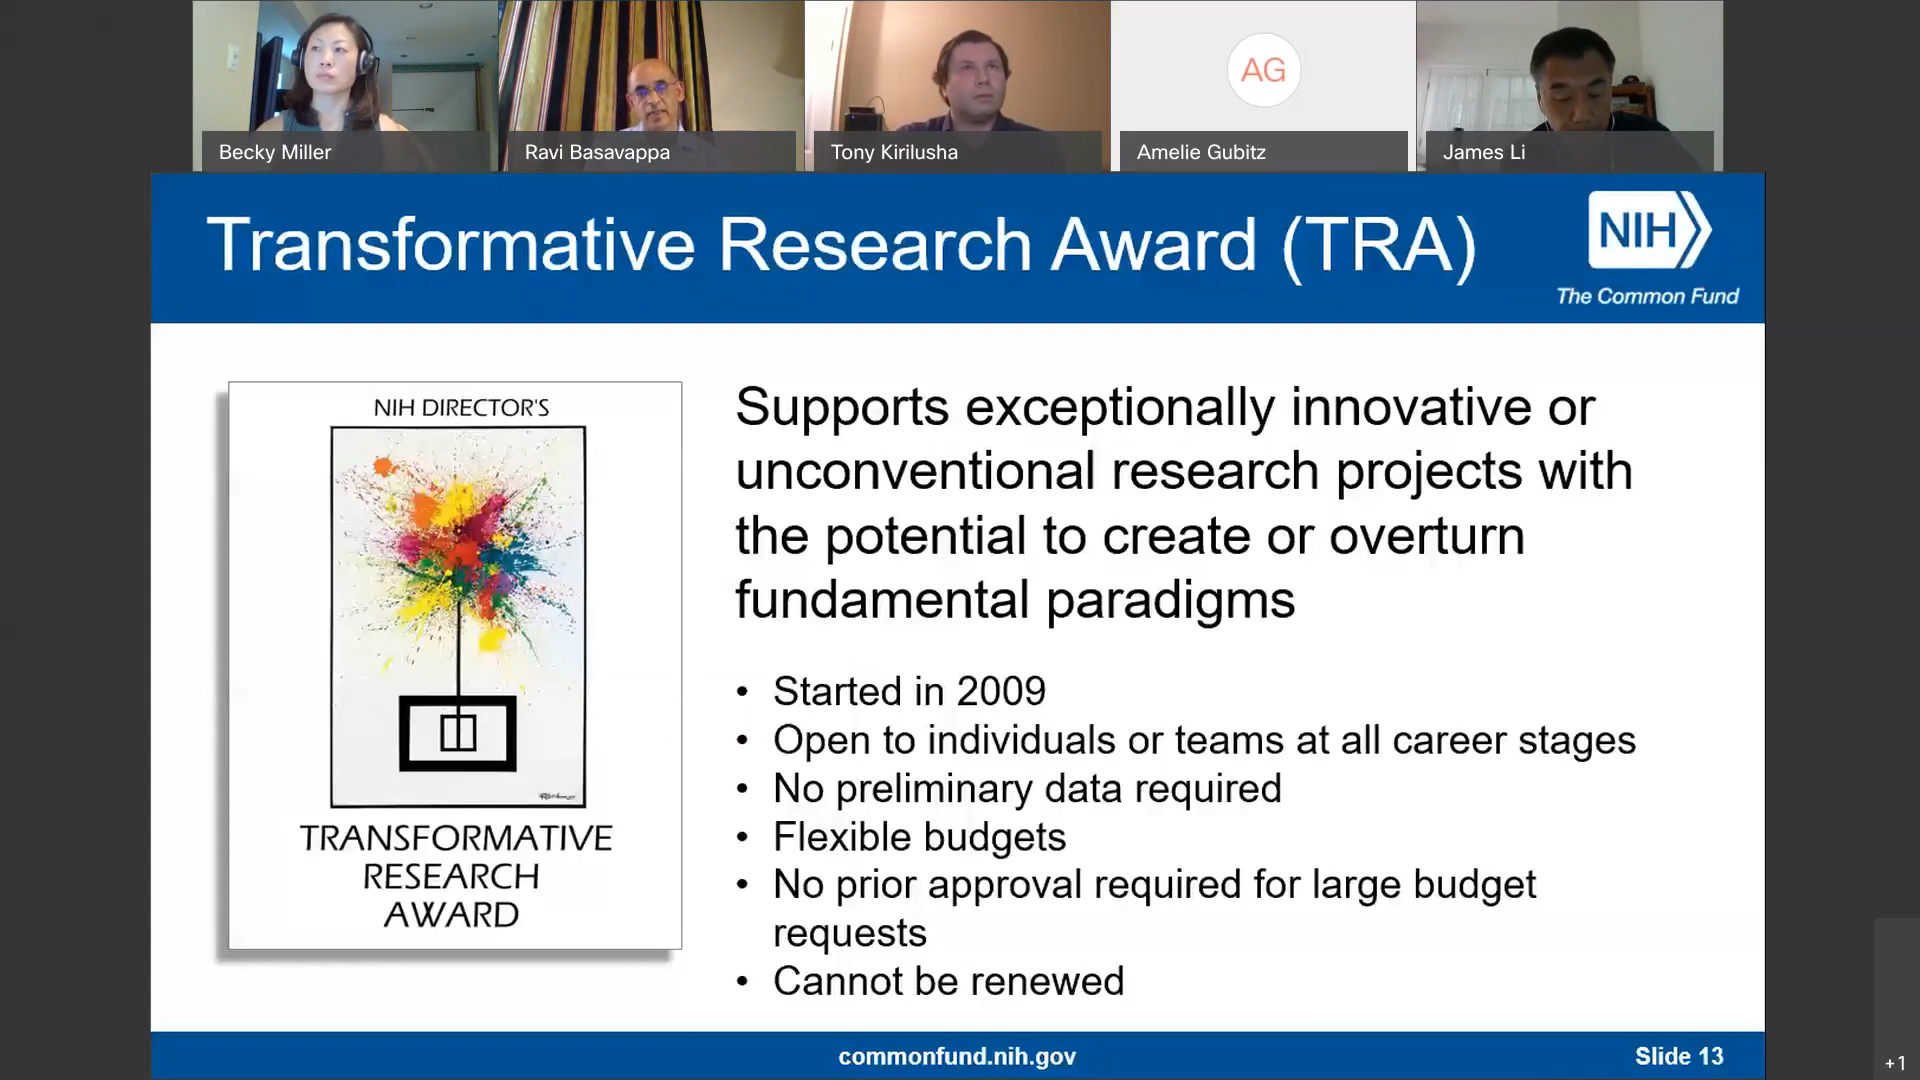 Becky Miller
Ravi Basavappa
Tony Kirilusha
AG
Amelie Gubitz
James Li
Transformative Research Award (TRA)
NIH
The Common Fund
NIH DIRECTOR'S
TRANSFORMATIVE
RESEARCH
AWARD
Supports exceptionally innovative or
unconventional research projects with
the potential to create or overturn
fundamental paradigms
• Started in 2009
• Open to individuals or teams at all career stages
• No preliminary data required
• Flexible budgets
• No prior approval required for large budget
requests
• Cannot be renewed
commonfund.nih.gov
Slide 13
+1